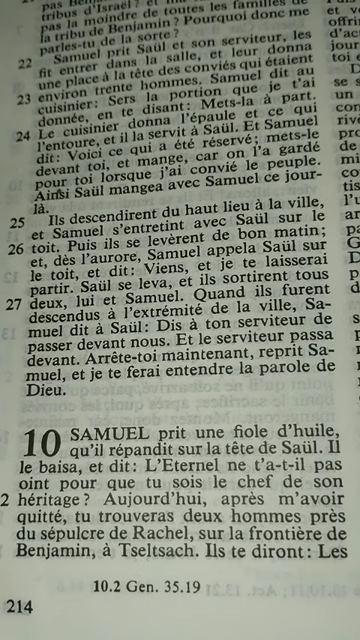 tribus d'Israël? et ma
pas la moindre de toutes les familles de
la tribu de Benjamin? Pourquoi donc me
parles-tu de la sorte?
22 Samuel prit Saül et son serviteur, les
fit entrer dans la salle, et leur donna
une place à la tête des conviés qui étaient
23 environ trente hommes. Samuel dit au
cuisinier: Sers la portion que je t'ai
donnée, en te disant: Mets-la à part.
24 Le cuisinier donna l'épaule et ce qui
l'entoure, et il la servit à Saül. Et Samuel
dit: Voici ce qui a été réservé; mets-le
devant toi, et mange, car on l'a gardé
pour toi lorsque j'ai convié le peuple.
Ainsi Saül mangea avec Samuel ce jour-
là.
25 Ils descendirent du haut lieu à la ville,
et Samuel s'entretint avec Saül sur le
26 toit. Puis ils se levèrent de bon matin;
et, dès l'aurore, Samuel appela Saül sur
le toit, et dit: Viens, et je te laisserai
partir. Saül se leva, et ils sortirent tous
27 deux, lui et Samuel. Quand ils furent
descendus à l'extrémité de la ville, Sa-
muel dit à Saül: Dis à ton serviteur de
passer devant nous. Et le serviteur passa
devant. Arrête-toi maintenant, reprit Sa-
muel, et je te ferai entendre la parole de
Dieu.
10 SAMUEL prit une fiole d'huile,
qu'il répandit sur la tête de Saül. Il
le baisa, et dit: L'Eternel ne t'a-t-il pas
oint pour que tu sois le chef de son
2 héritage? Aujourd'hui, après m'avoir
quitté, tu trouveras deux hommes près
du sépulcre de Rachel, sur la frontière de
Benjamin, à Tseltsach. Ils te diront: Les
10.2 Gen. 35.19
214